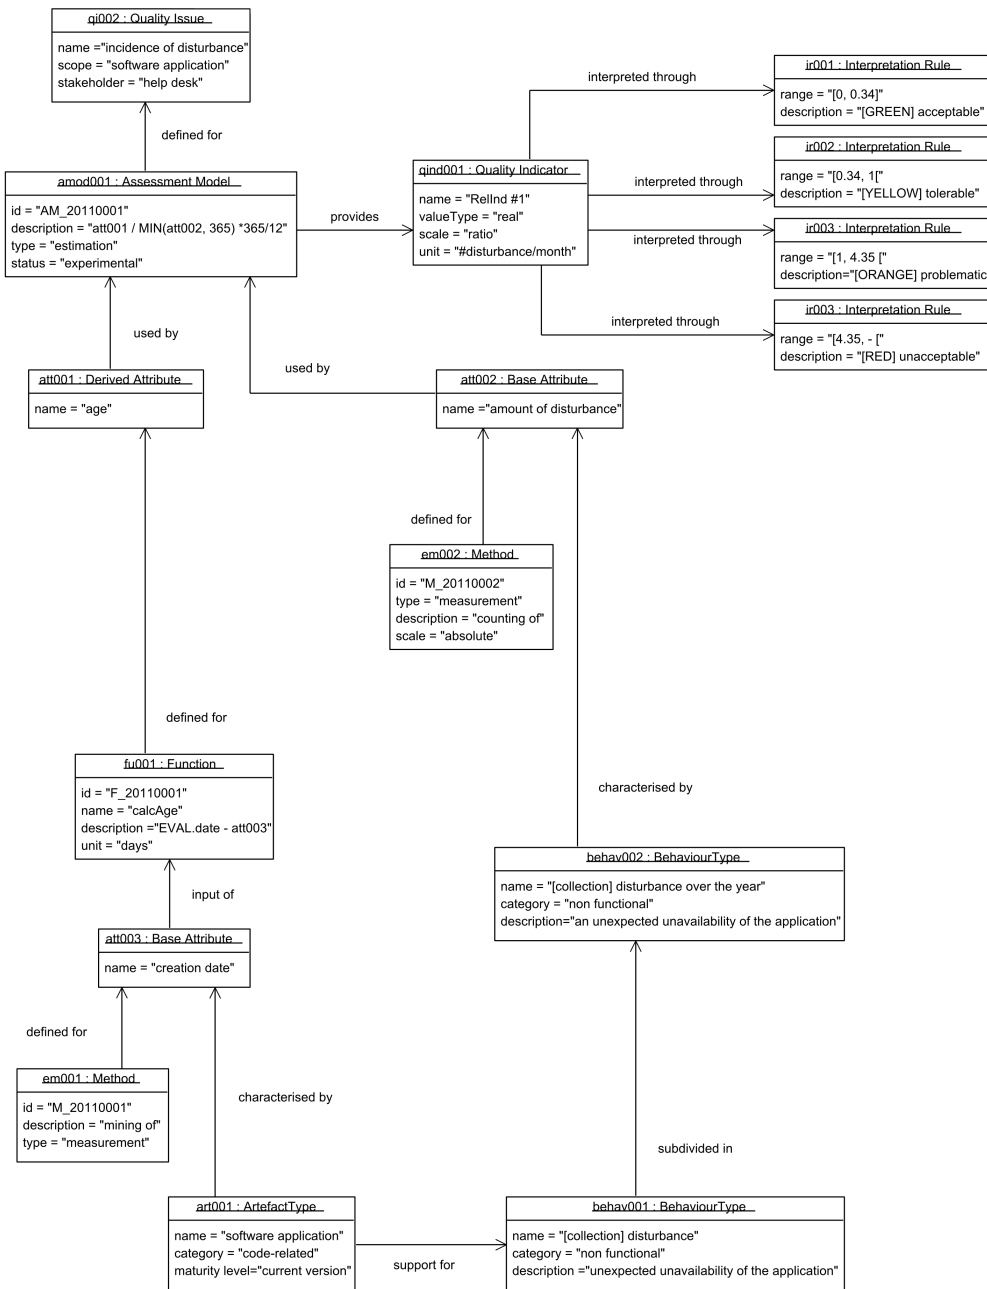 qi002 : Quality Issue
name ="incidence of disturbance"
scope = "software application"
stakeholder = "help desk"
defined for
interpreted through
ir001 : Interpretation Rule
range = "[0, 0.34]"
description = "[GREEN] acceptable"
amod001 : Assessment Model
id = "AM_20110001"
description = "att001 / MIN(att002, 365) *365/12"
type = "estimation"
status = "experimental"
provides
qind001 : Quality Indicator
name = "RelInd #1"
valueType = "real"
scale = "ratio"
unit = "#disturbance/month"
interpreted through
ir002 : Interpretation Rule
range = "[0.34, 1["
description = "[YELLOW] tolerable"
interpreted through
ir003 : Interpretation Rule
range = "[1, 4.35 ["
description="[ORANGE] problematic
interpreted through
ir003 : Interpretation Rule
range = "[4.35, - ["
description = "[RED] unacceptable"
used by
used by
att001 : Derived Attribute
name = "age"
att002 : Base Attribute
name ="amount of disturbance"
defined for
em002 : Method
id = "M_20110002"
type = "measurement"
description = "counting of"
scale = "absolute"
defined for
fu001 : Function
id = "F_20110001"
name = "calcAge"
description ="EVAL.date - att003"
unit = "days"
characterised by
input of
behav002 : BehaviourType
name = "[collection] disturbance over the year"
category = "non functional"
description="an unexpected unavailability of the application"
att003 : Base Attribute
name = "creation date"
defined for
em001 : Method
id = "M_20110001"
description = "mining of"
type = "measurement"
characterised by
subdivided in
art001 : ArtefactType
name = "software application"
category = "code-related"
maturity level="current version"
support for
behav001 : BehaviourType
name = "[collection] disturbance"
category = "non functional"
description ="unexpected unavailability of the application"